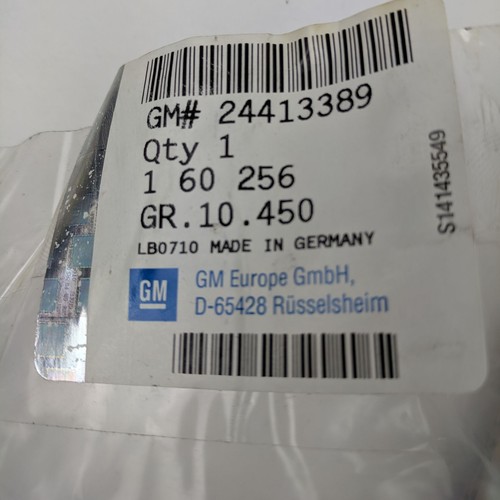 GM# 24413389
Qty 1
1 60 256
GR.10.450
LB0710 MADE IN GERMANY
GM
GM Europe GmbH,
D-65428 Rüsselsheim
S141435549